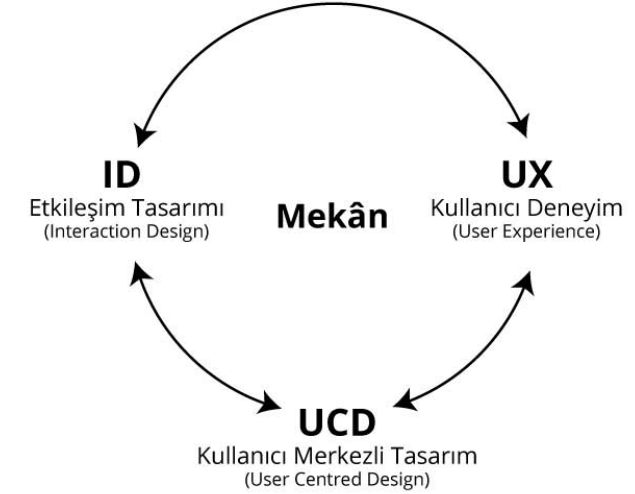 ID
Etkileşim Tasarımı
(Interaction Design)
Mekân
UX
Kullanıcı Deneyim
(User Experience)
UCD
Kullanıcı Merkezli Tasarım
(User Centred Design)